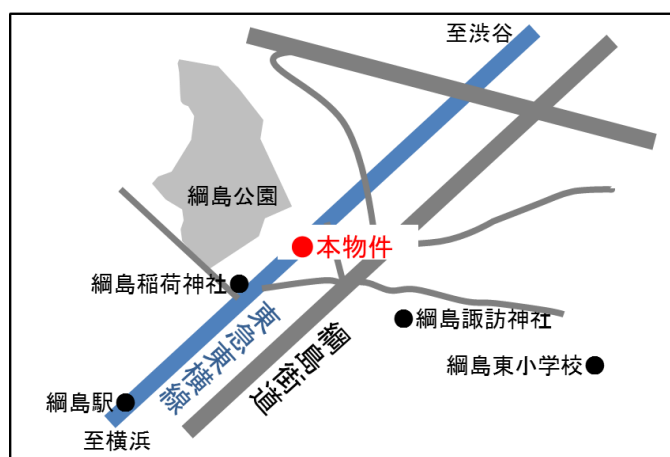 至渋谷
綱島公園
本物件
綱島稲荷神社
綱島諏訪神社
東急東横線
綱島街道
綱島東小学校
綱島駅
至横浜